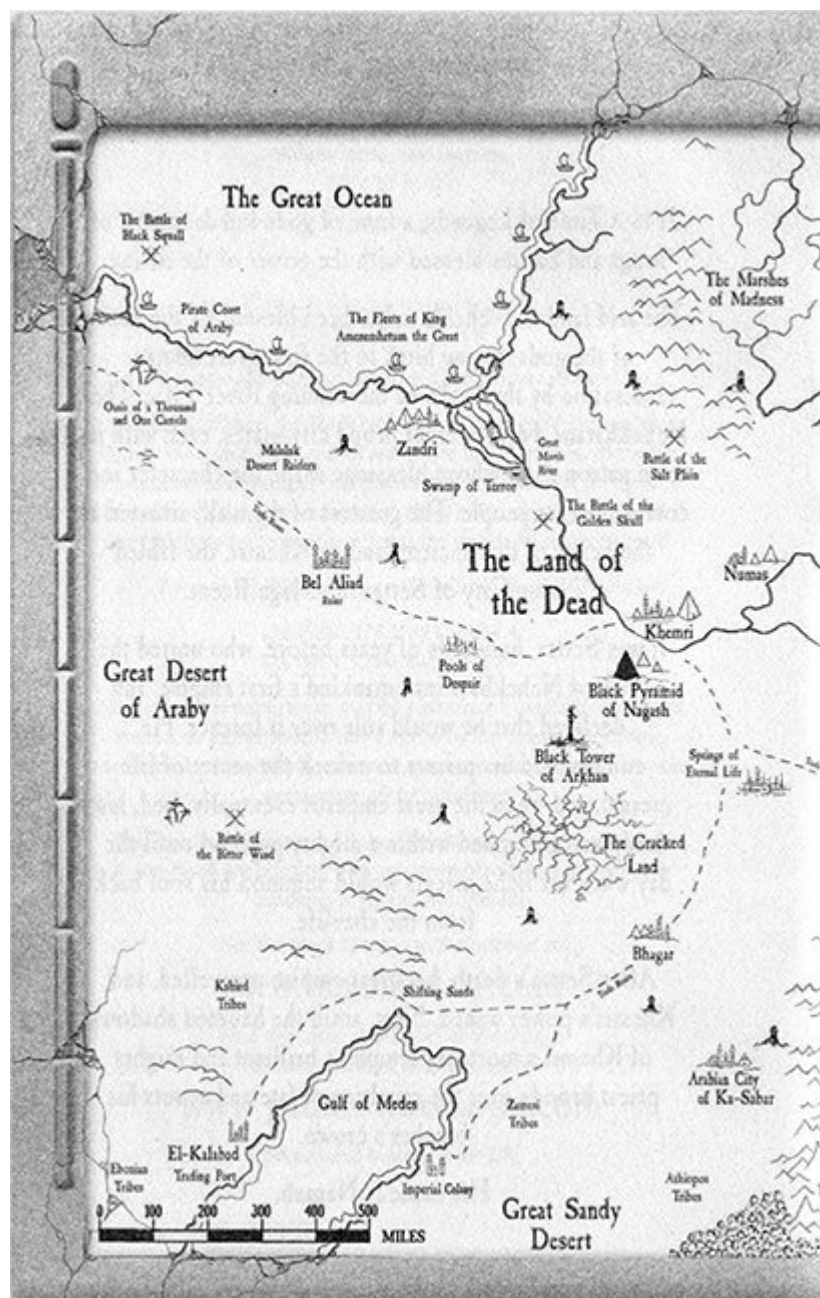 The Great Ocean
The Battle of
Black Squall
The Marshes
of Madness
Pirate Coast
of Araby
The Fleets of King
Amenemhetum the Great
Oasis of a Thousand
and One Camels
Zandri
Mahluk
Desert Raiders
Mortis
River
Battle of the
Salt Plain
Swamp of Terror
The Battle of the
Golden Skull
The Land of
the Dead
Numas
Bel Aliad
Ruins
Khemri
Great Desert
of Araby
Pools of
Despair
Black Pyramid
of Nagash
Black Tower
of Arkhan
Springs of
Eternal Life
Battle of
the Bitter Wind
The Cracked
Land
Bhagar
Shifting Sands
Arabian City
of Ka-Sabar
Gulf of Medes
Tribes
El-Kalabad
Trading Port
Ebonian
Tribes
Imperial Colony
Tribes
Tribes
Great Sandy
Desert
0 100 200 300 400 500
MILES